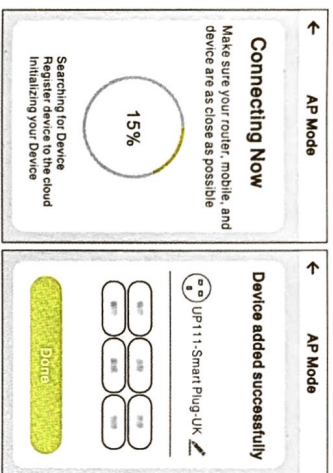 AP Mode
Connecting Now
Make sure your router, mobile, and
device are as close as possible
15%
Searching for Device
Register device to the cloud
Initializing your Device
AP Mode
Device added successfully
UP111-Smart Plug-UK
Done